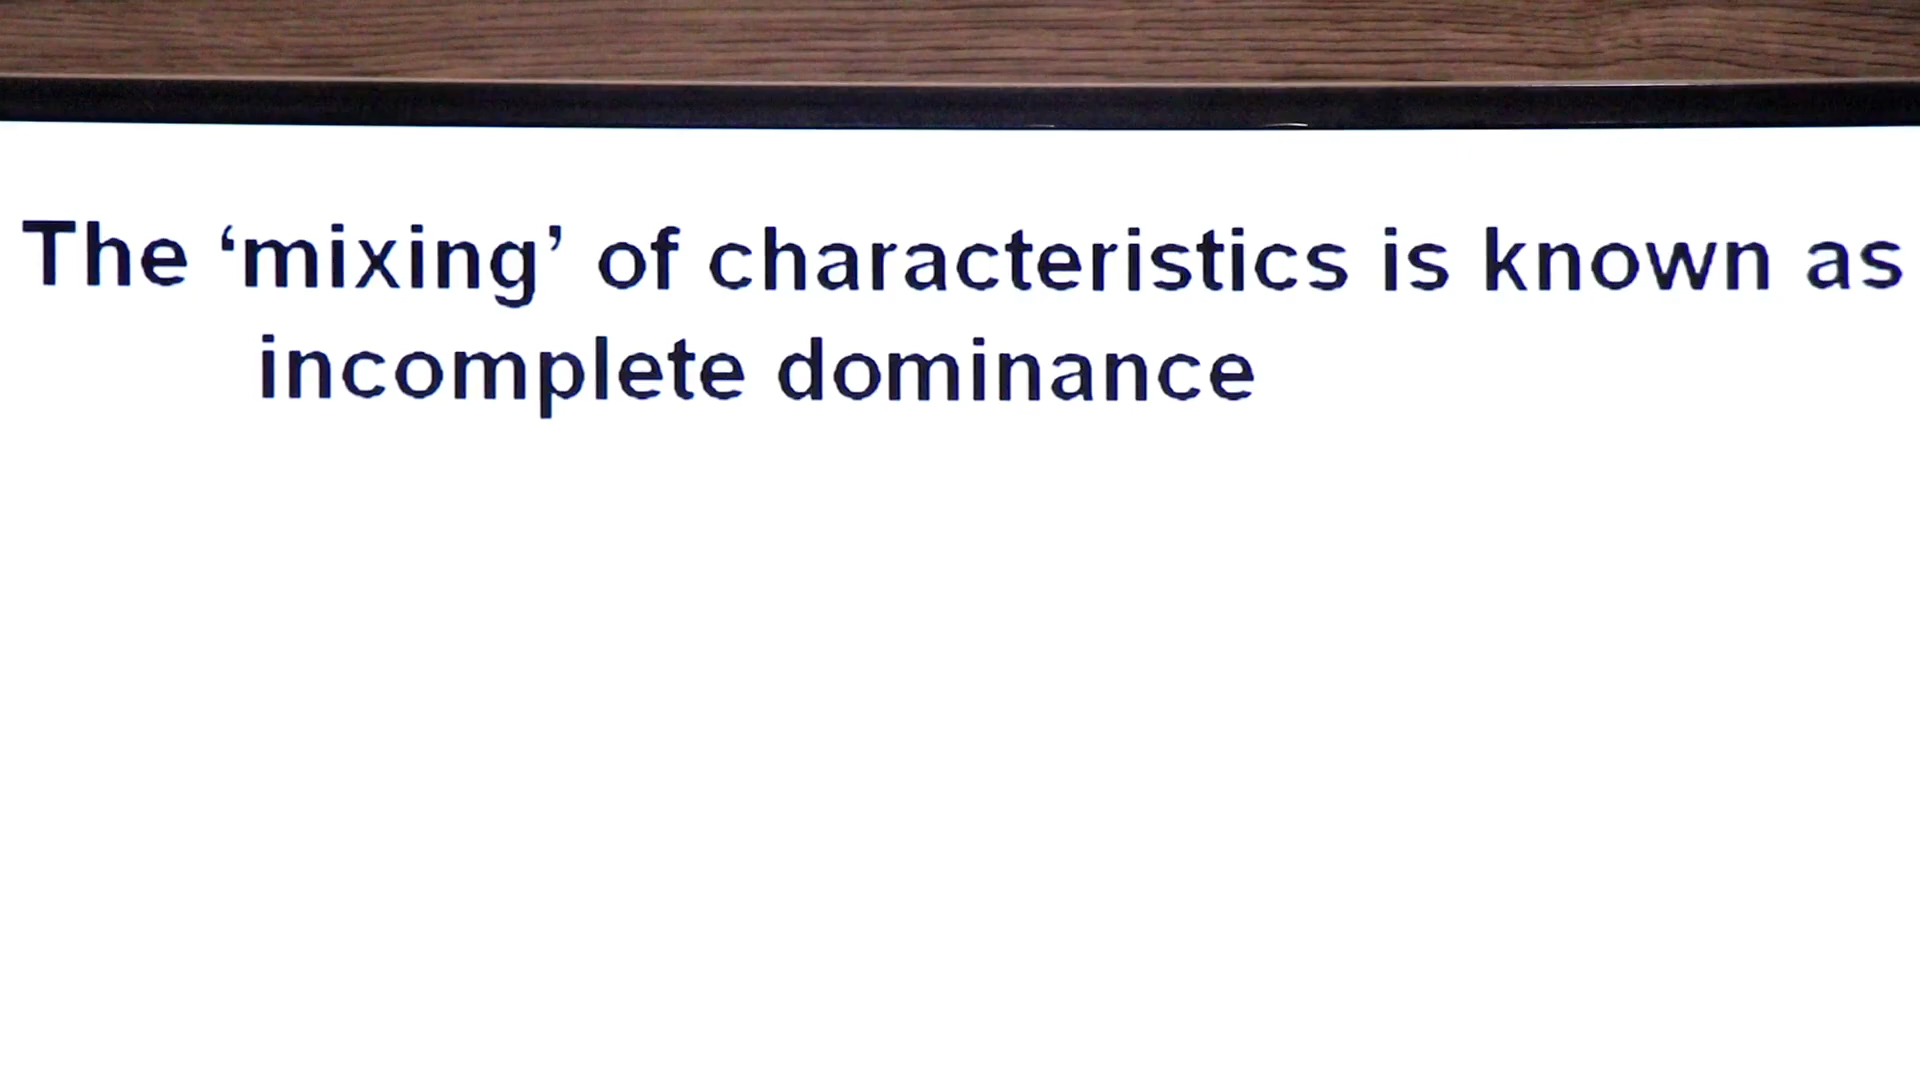 The ‘mixing’ of characteristics is known as
incomplete dominance